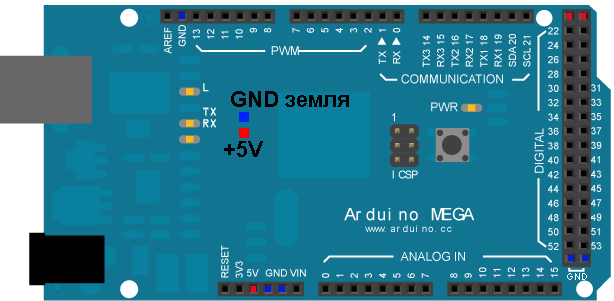 AREF GND 13 12 11 10 9 8 7 6 5 4 3 2 1 0
PWM
TX 1 RX 0 TX3 14 RX3 15 TX2 16 RX2 17 TX1 18 RX1 19 SDA 20 SCL 21
COMMUNICATION
L
TX
RX
GND земля
+5V
PWR
1
ICSP
Arduino MEGA
www.arduino.cc
DIGITAL
22
24
26
28
30 31
32 33
34 35
36 37
38 39
40 41
42 43
44 45
46 47
48 49
50 51
52 53
GND
ANALOG IN
RESET 3V3 5V GND VIN
0 1 2 3 4 5 6 7 8 9 10 11 12 13 14 15